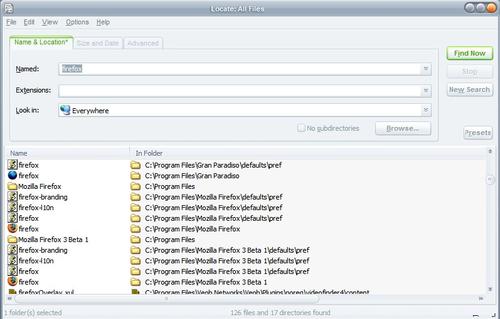 Locate: All Files
File Edit View Options Help
Name & Location* Size and Date Advanced
Named: firefox
Extensions:
Look in: Everywhere
No subdirectories Browse...
Find Now
Stop
New Search
Presets
Name In Folder
firefox C:\Program Files\Gran Paradiso\defaults\pref
firefox C:\Program Files\Gran Paradiso
Mozilla Firefox C:\Program Files
firefox-branding C:\Program Files\Mozilla Firefox\defaults\pref
firefox-l10n C:\Program Files\Mozilla Firefox\defaults\pref
firefox C:\Program Files\Mozilla Firefox\defaults\pref
firefox C:\Program Files\Mozilla Firefox
Mozilla Firefox 3 Beta 1 C:\Program Files
firefox-branding C:\Program Files\Mozilla Firefox 3 Beta 1\defaults\pref
firefox-l10n C:\Program Files\Mozilla Firefox 3 Beta 1\defaults\pref
firefox C:\Program Files\Mozilla Firefox 3 Beta 1\defaults\pref
firefox C:\Program Files\Mozilla Firefox 3 Beta 1
firefoxOverlay.xul C:\Program Files\Veoh Networks\Veoh\Plugins\noreg\videofinder4\content
1 folder(s) selected 126 files and 17 directories found